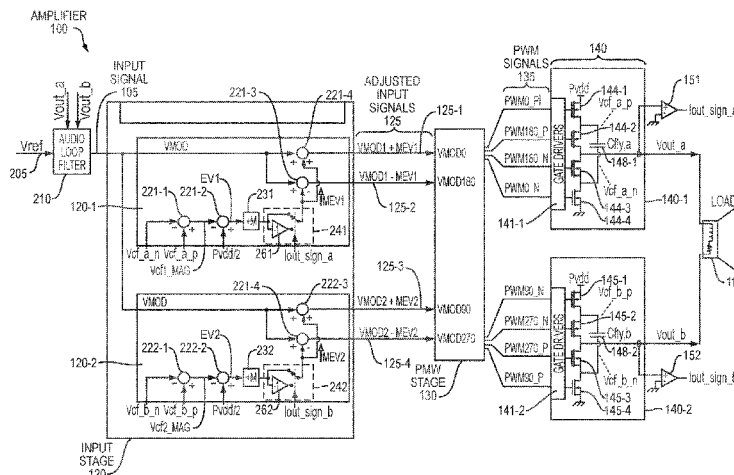 AMPLIFIER
100
INPUT
SIGNAL
105
Vout_a
Vout_b
Vref
205
AUDIO
LOOP
FILTER
210
221-3
221-4
ADJUSTED
INPUT
SIGNALS
125
125-1
VMOD
VMOD1 + MEV1
VMOD1 - MEV1
125-2
221-1
221-2
EV1
231
÷M
MEV1
120-1
241
Vcf_a_n
Vcf_a_p
Vcf1_MAG
Pvdd/2
261
Iout_sign_a
221-4
222-3
125-3
VMOD
VMOD2 + MEV2
VMOD2 - MEV2
125-4
222-1
222-2
EV2
232
÷M
MEV2
120-2
242
Vcf_b_n
Vcf_b_p
Vcf2_MAG
Pvdd/2
262
Iout_sign_b
INPUT
STAGE
120
VMOD0
VMOD180
VMOD90
VMOD270
PMW
STAGE
130
PWM
SIGNALS
135
PWM0_P
PWM180_P
PWM180_N
PWM0_N
PWM90_N
PWM270_N
PWM270_P
PWM90_P
140
Pvdd
144-1
Vcf_a_p
144-2
Cfly,a
148-1
Vcf_a_n
144-3
144-4
GATE DRIVERS
141-1
140-1
151
Iout_sign_a
Vout_a
LOAD
Pvdd
145-1
Vcf_b_p
145-2
Cfly,b
148-2
Vcf_b_n
145-3
145-4
GATE DRIVERS
141-2
140-2
Vout_b
152